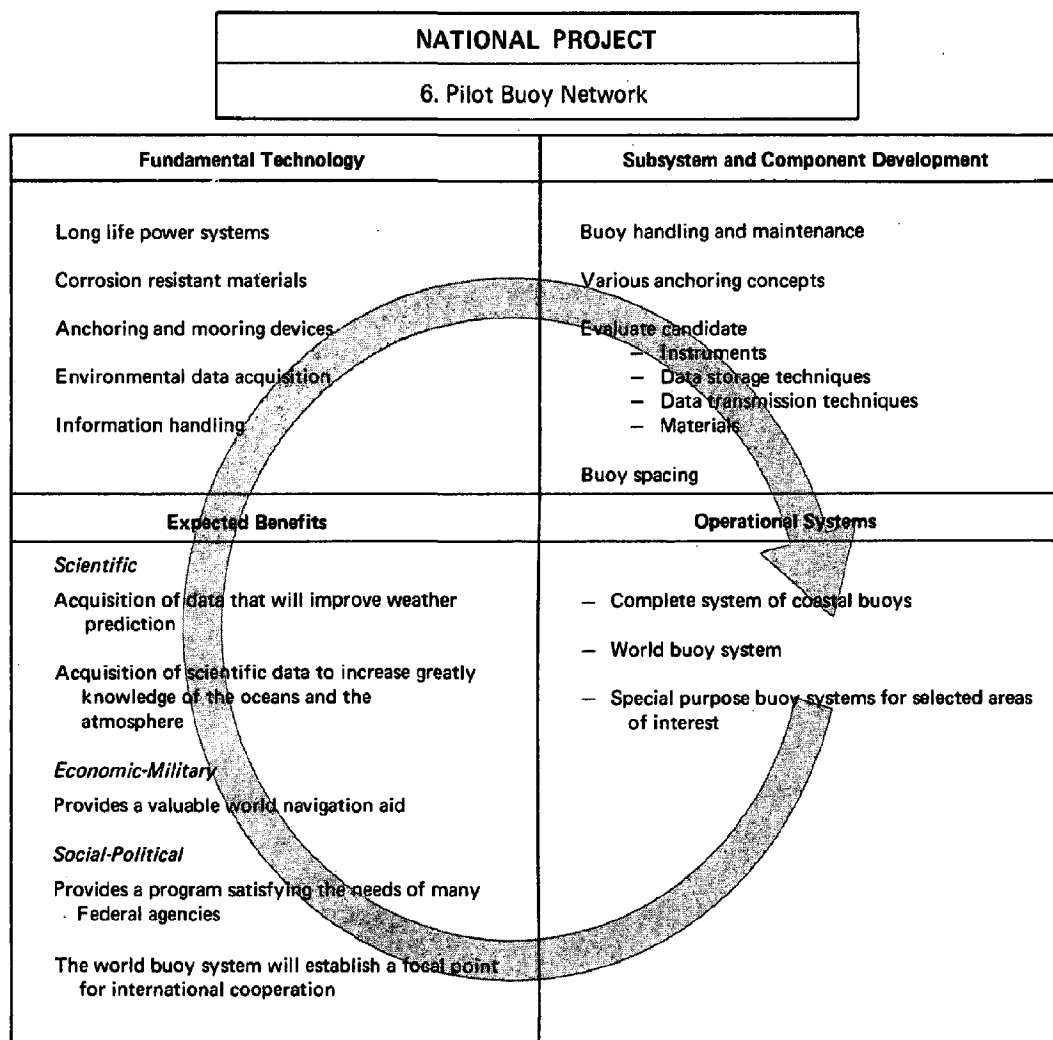 NATIONAL PROJECT
6. Pilot Buoy Network
Fundamental Technology
Long life power systems
Corrosion resistant materials
Anchoring and mooring devices
Environmental data acquisition
Information handling
Subsystem and Component Development
Buoy handling and maintenance
Various anchoring concepts
Evaluate candidate
— Instruments
— Data storage techniques
— Data transmission techniques
— Materials
Buoy spacing
Expected Benefits
Scientific
Acquisition of data that will improve weather
prediction
Acquisition of scientific data to increase greatly
knowledge of the oceans and the
atmosphere
Economic-Military
Provides a valuable world navigation aid
Social-Political
Provides a program satisfying the needs of many
Federal agencies
The world buoy system will establish a focal point
for international cooperation
Operational Systems
— Complete system of coastal buoys
— World buoy system
— Special purpose buoy systems for selected areas
of interest